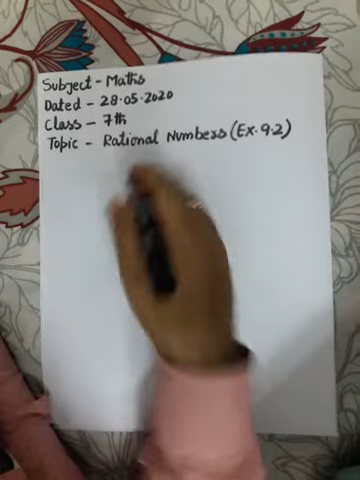 Subject - Maths
Dated - 28.05.2020
Class - 7th
Topic - Rational Numbers (Ex. 9.2)